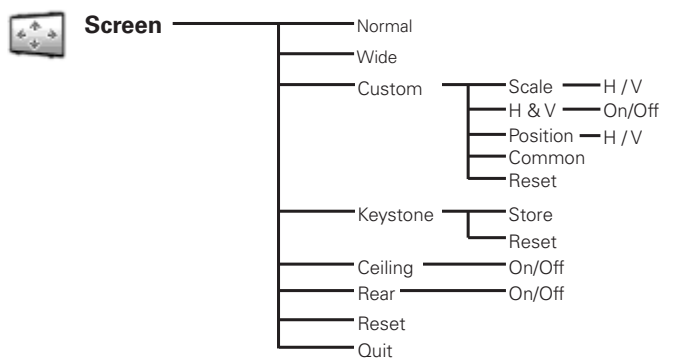 Screen Normal
Wide
Custom Scale H / V
H & V On/Off
Position H / V
Common
Reset
Keystone Store
Reset
Ceiling On/Off
Rear On/Off
Reset
Quit